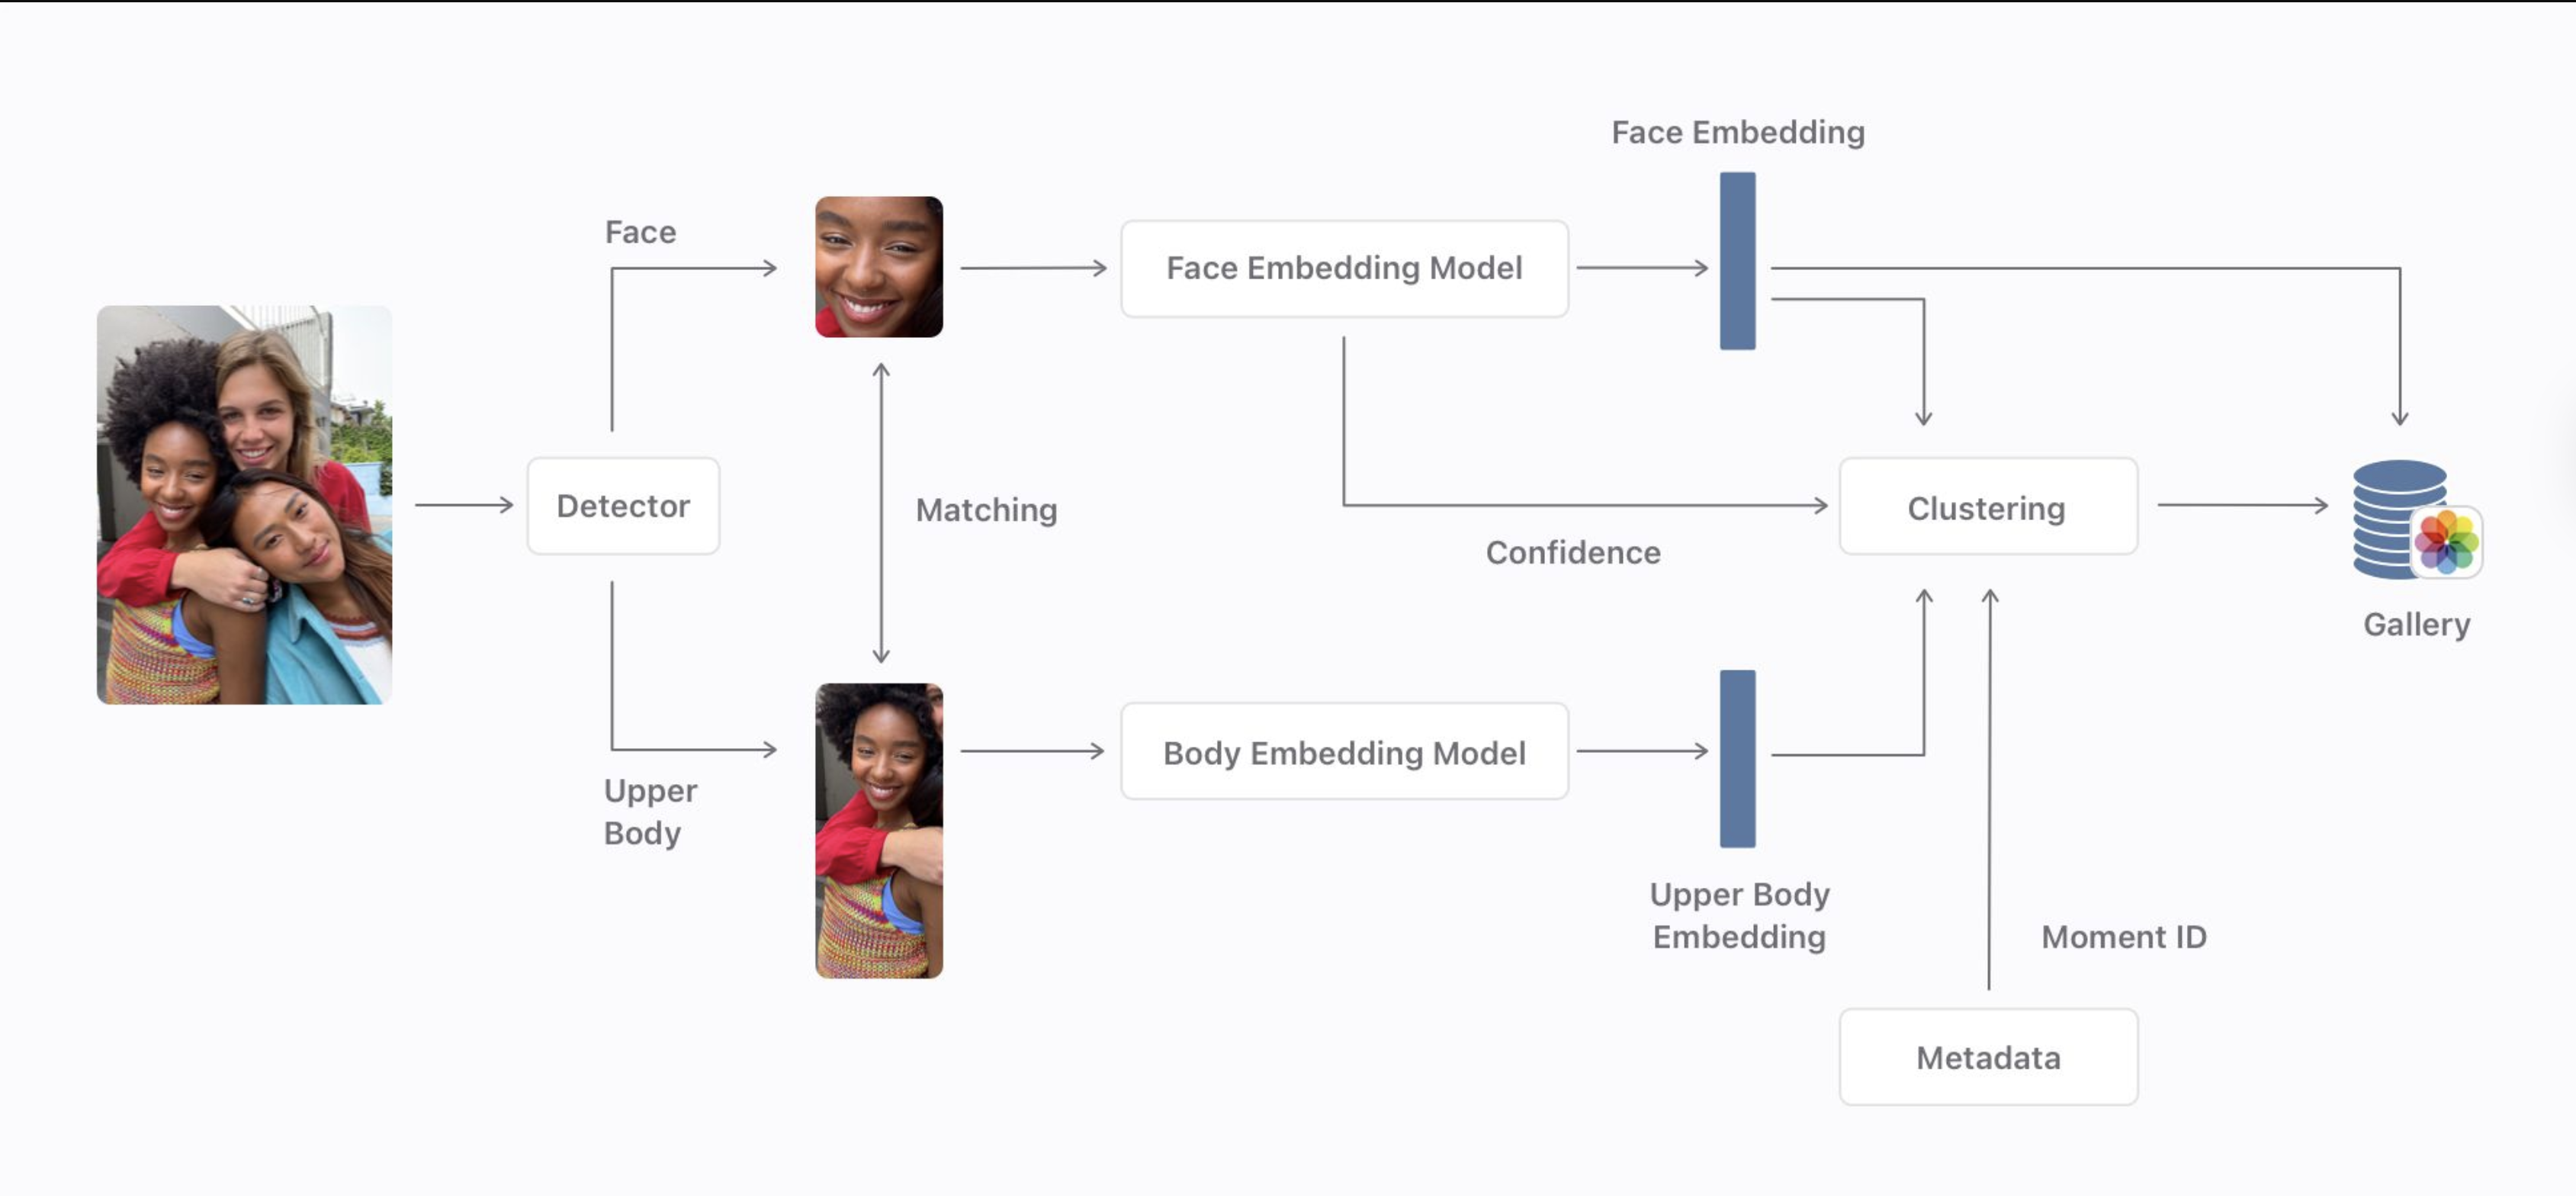 Face Embedding
Face
Face Embedding Model
Detector
Matching
Clustering
Confidence
Gallery
Body Embedding Model
Upper
Body
Upper Body
Embedding
Moment ID
Metadata